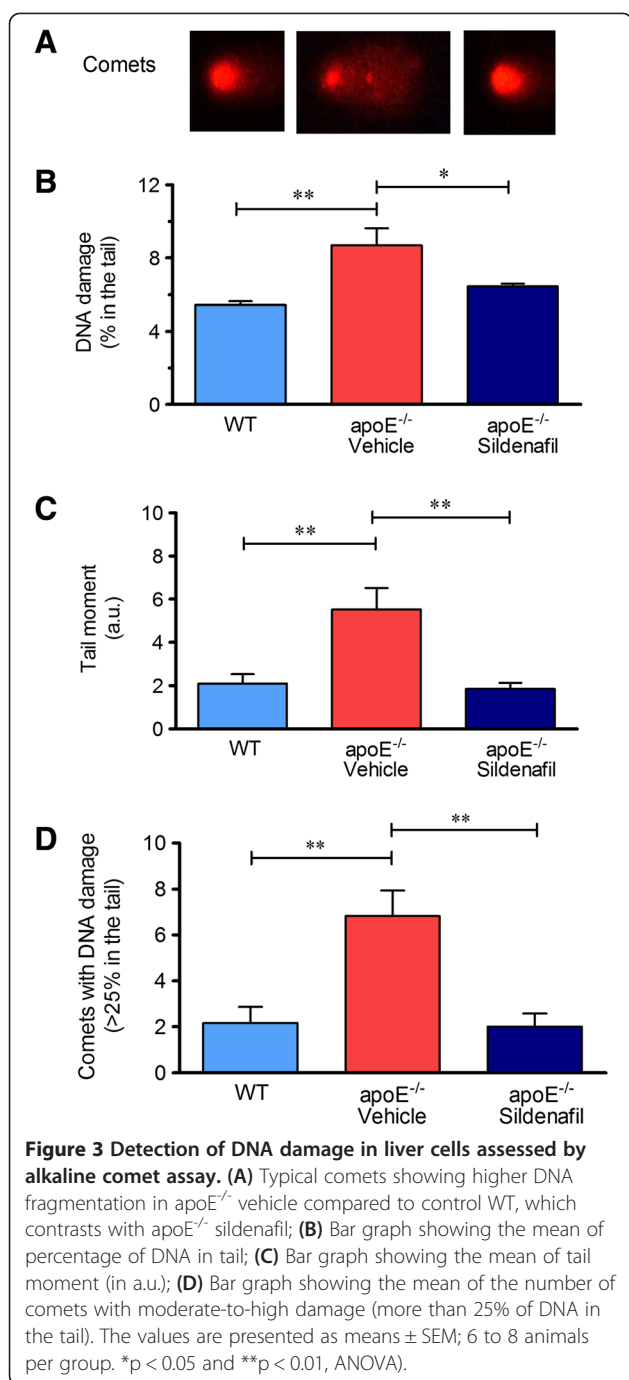 A
Comets
B
DNA damage
(% in the tail)
12
8
4
0
**
*
WT
apoE⁻/⁻
Vehicle
apoE⁻/⁻
Sildenafil
C
Tail moment
(a.u.)
10
8
6
4
2
0
**
**
WT
apoE⁻/⁻
Vehicle
apoE⁻/⁻
Sildenafil
D
Comets with DNA damage
(>25% in the tail)
10
8
6
4
2
0
**
**
WT
apoE⁻/⁻
Vehicle
apoE⁻/⁻
Sildenafil
Figure 3 Detection of DNA damage in liver cells assessed by
alkaline comet assay. (A) Typical comets showing higher DNA
fragmentation in apoE⁻/⁻ vehicle compared to control WT, which
contrasts with apoE⁻/⁻ sildenafil; (B) Bar graph showing the mean of
percentage of DNA in tail; (C) Bar graph showing the mean of tail
moment (in a.u.); (D) Bar graph showing the mean of the number of
comets with moderate-to-high damage (more than 25% of DNA in
the tail). The values are presented as means ± SEM; 6 to 8 animals
per group. *p < 0.05 and **p < 0.01, ANOVA).